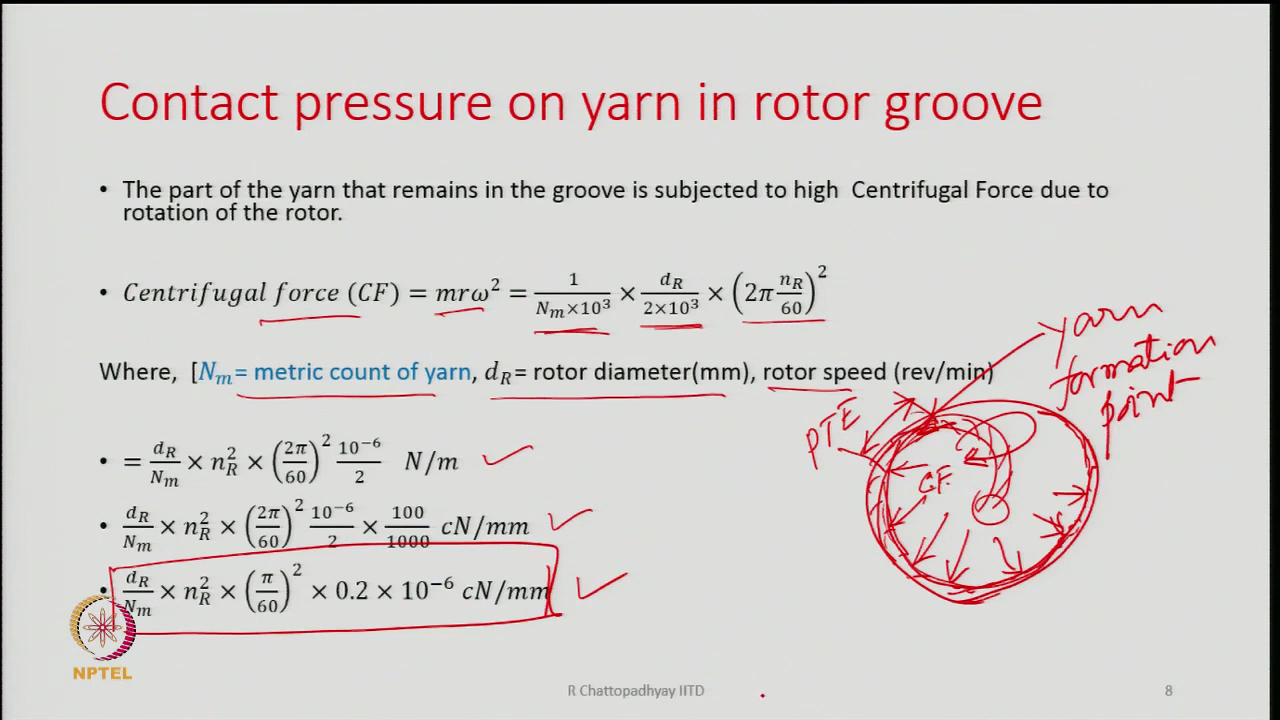 Contact pressure on yarn in rotor groove
• The part of the yarn that remains in the groove is subjected to high Centrifugal Force due to
rotation of the rotor.
• Centrifugal force (CF) = mrω² = 1/(N_m×10³) × d_R/(2×10³) × (2π n_R/60)²
Where, [N_m= metric count of yarn, d_R= rotor diameter(mm), rotor speed (rev/min)
• = d_R/N_m × n_R² × (2π/60)² 10⁻⁶/2 N/m
• d_R/N_m × n_R² × (2π/60)² 10⁻⁶/2 × 100/1000 cN/mm
• d_R/N_m × n_R² × (π/60)² × 0.2 × 10⁻⁶ cN/mm
yarn
formation
point
PTE
CF
NPTEL
R Chattopadhyay IITD
8